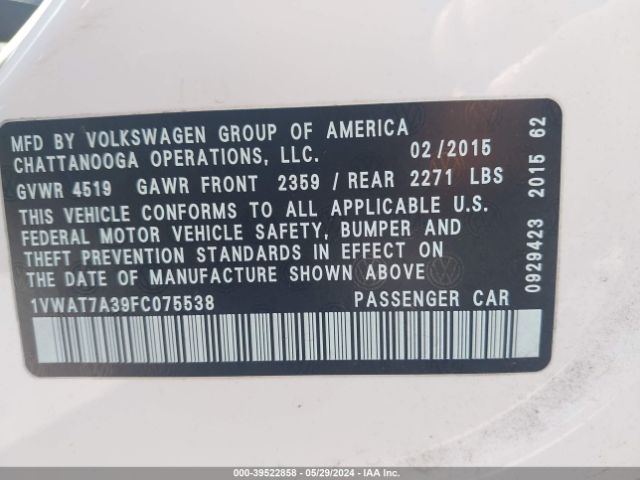 MFD BY VOLKSWAGEN GROUP OF AMERICA
CHATTANOOGA OPERATIONS, LLC. 02/2015
GVWR 4519 GAWR FRONT 2359 / REAR 2271 LBS
THIS VEHICLE CONFORMS TO ALL APPLICABLE U.S.
FEDERAL MOTOR VEHICLE SAFETY, BUMPER AND
THEFT PREVENTION STANDARDS IN EFFECT ON
THE DATE OF MANUFACTURE SHOWN ABOVE
1VWAT7A39FC075538 PASSENGER CAR
0929423 2015 62
000-39522858 - 05/29/2024 - IAA Inc.